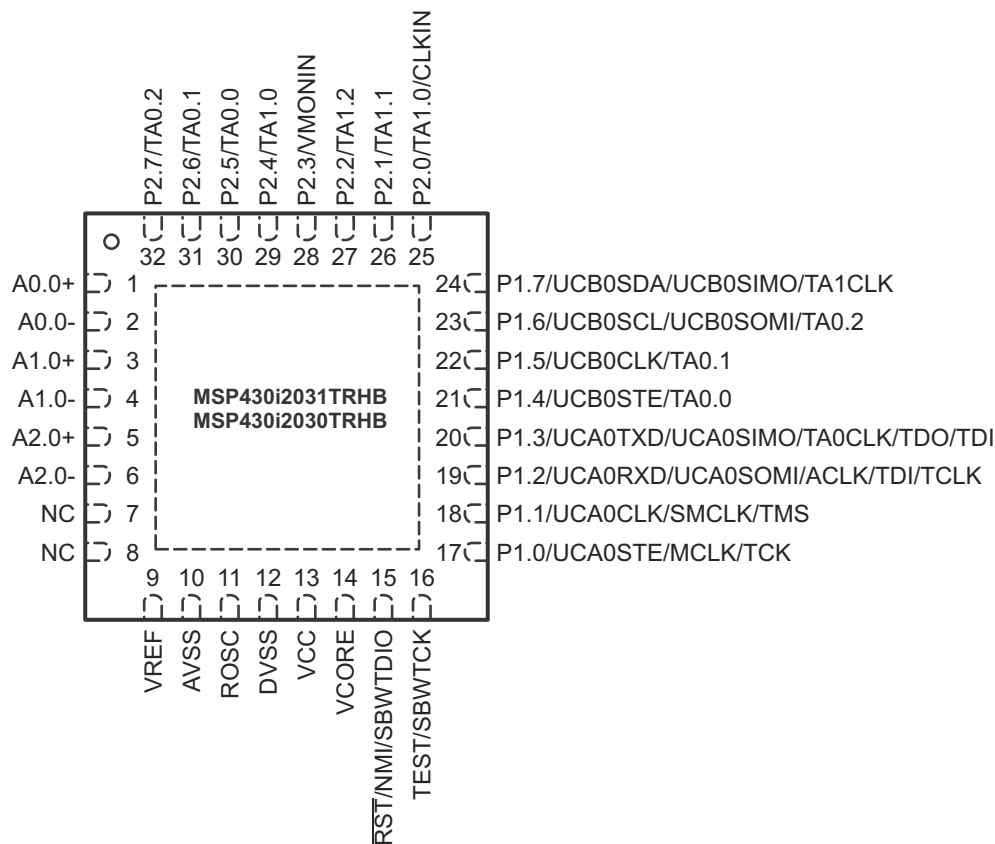 P2.7/TA0.2
P2.6/TA0.1
P2.5/TA0.0
P2.4/TA1.0
P2.3/VMONIN
P2.2/TA1.2
P2.1/TA1.1
P2.0/TA1.0/CLKIN
32 31 30 29 28 27 26 25
A0.0+ 1
A0.0- 2
A1.0+ 3
A1.0- 4
A2.0+ 5
A2.0- 6
NC 7
NC 8
MSP430i2031TRHB
MSP430i2030TRHB
24 P1.7/UCB0SDA/UCB0SIMO/TA1CLK
23 P1.6/UCB0SCL/UCB0SOMI/TA0.2
22 P1.5/UCB0CLK/TA0.1
21 P1.4/UCB0STE/TA0.0
20 P1.3/UCA0TXD/UCA0SIMO/TA0CLK/TDO/TDI
19 P1.2/UCA0RXD/UCA0SOMI/ACLK/TDI/TCLK
18 P1.1/UCA0CLK/SMCLK/TMS
17 P1.0/UCA0STE/MCLK/TCK
9 10 11 12 13 14 15 16
VREF
AVSS
ROSC
DVSS
VCC
VCORE
RST/NMI/SBWTDIO
TEST/SBWTCK